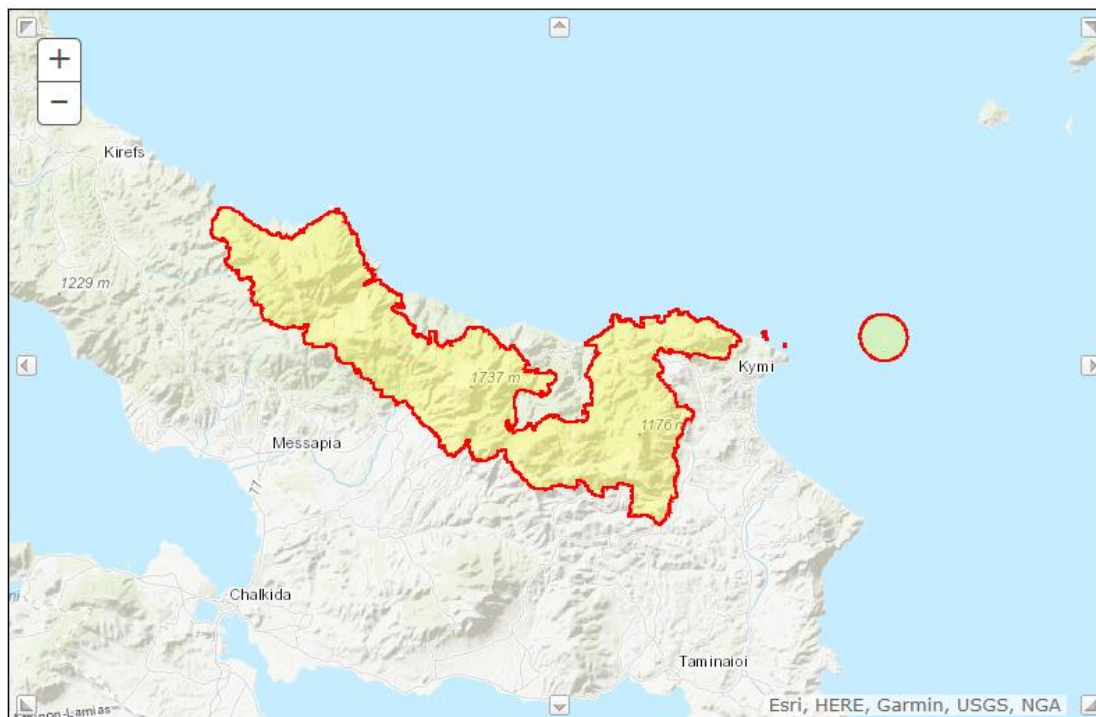 +
−
Kirefs
1229 m
1737 m
Kymi
1176 m
Messapia
77
Chalkida
Taminaioi
Esri, HERE, Garmin, USGS, NGA